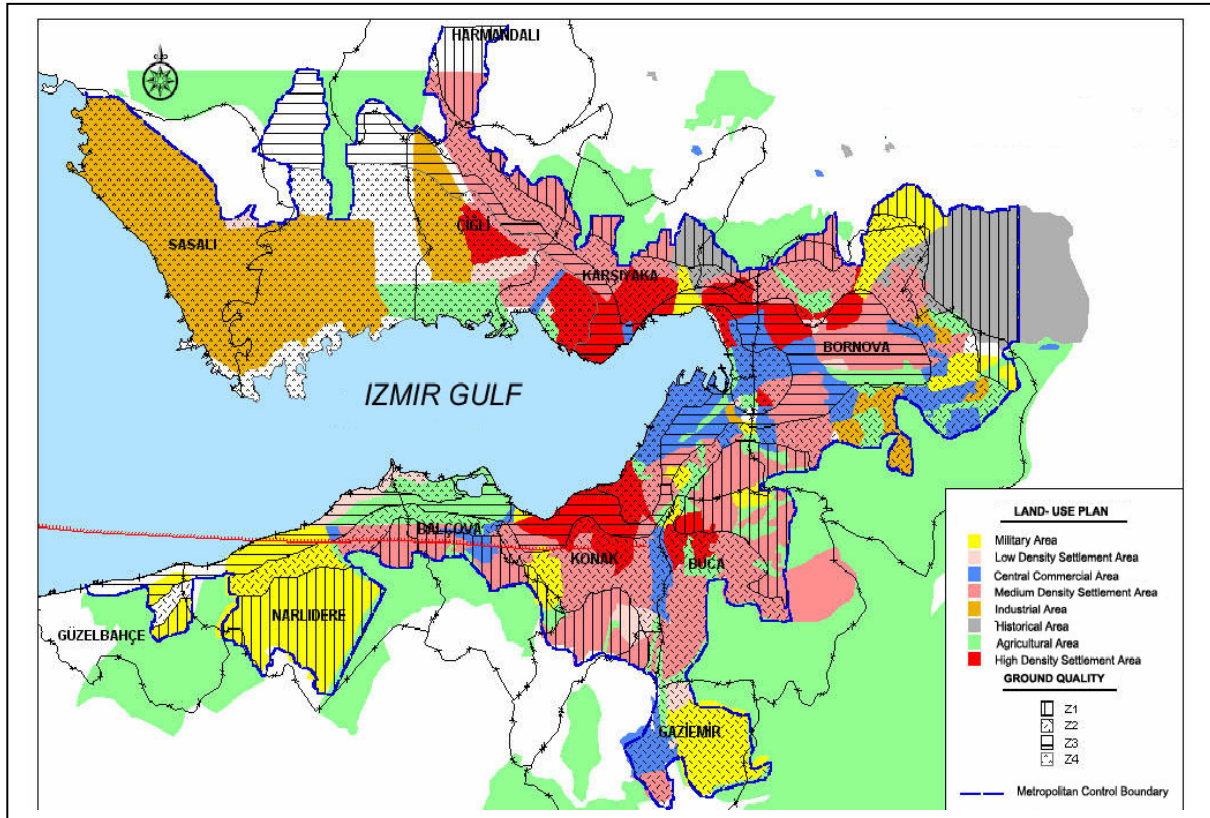 HARMANDALI
SASALI
ÇİĞLİ
KARŞIYAKA
BORNOVA
IZMIR GULF
BALÇOVA
KONAK
BUCA
NARLIDERE
GÜZELBAHÇE
GAZİEMİR
LAND- USE PLAN
Military Area
Low Density Settlement Area
Central Commercial Area
Medium Density Settlement Area
Industrial Area
Historical Area
Agricultural Area
High Density Settlement Area
GROUND QUALITY
Z1
Z2
Z3
Z4
Metropolitan Control Boundary